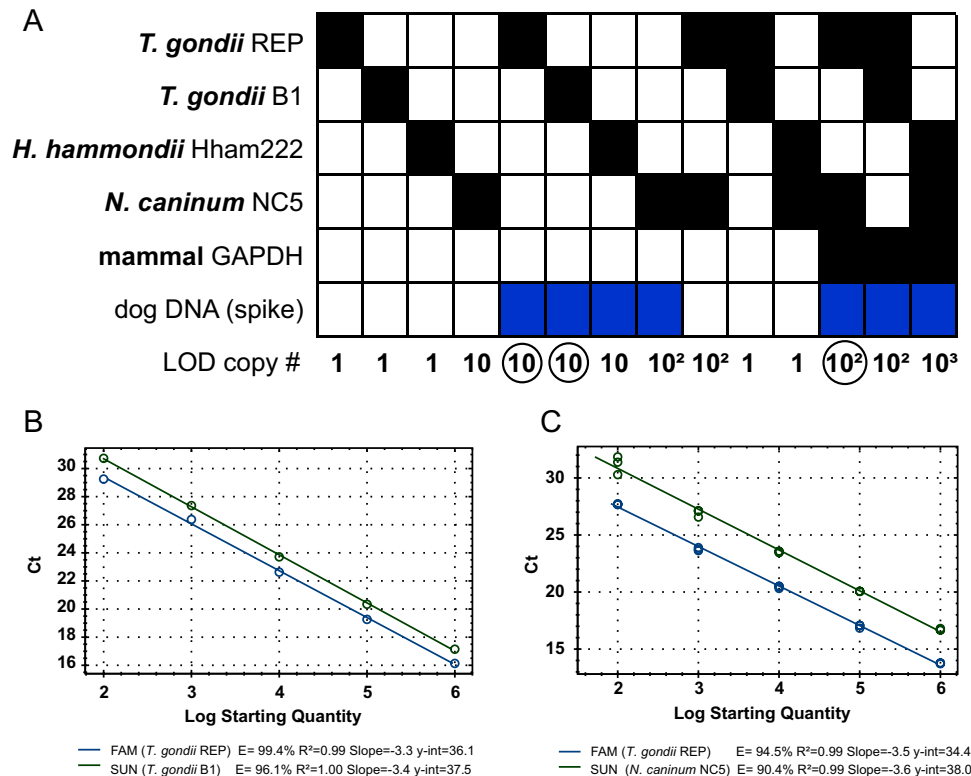 A
T. gondii REP
T. gondii B1
H. hammondii Hham222
N. caninum NC5
mammal GAPDH
dog DNA (spike)
LOD copy # 1 1 1 10 10 10 10 10² 10² 1 1 10² 10² 10³
B
30
28
26
24
22
20
18
16
Ct
2 3 4 5 6
Log Starting Quantity
FAM (T. gondii REP) E= 99.4% R²=0.99 Slope=-3.3 y-int=36.1
SUN (T. gondii B1) E= 96.1% R²=1.00 Slope=-3.4 y-int=37.5
C
30
25
20
15
Ct
2 3 4 5 6
Log Starting Quantity
FAM (T. gondii REP) E= 94.5% R²=0.99 Slope=-3.5 y-int=34.4
SUN (N. caninum NC5) E= 90.4% R²=0.99 Slope=-3.6 y-int=38.0